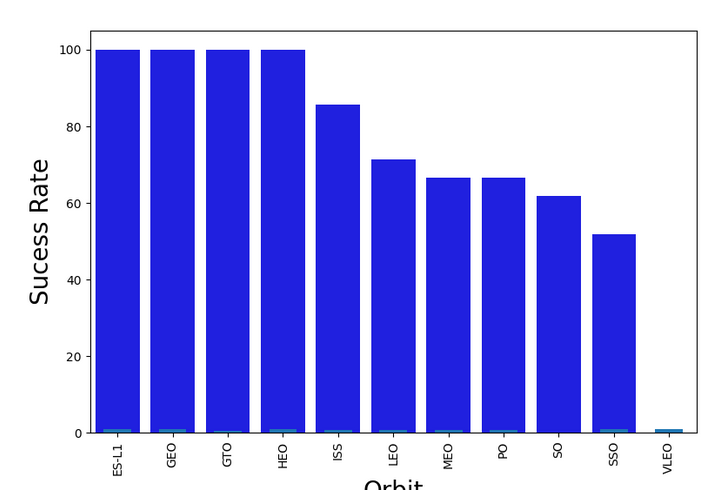 100
80
60
40
20
0
Sucess Rate
ES-L1
GEO
GTO
HEO
ISS
LEO
MEO
PO
SO
SSO
VLEO
Orbit